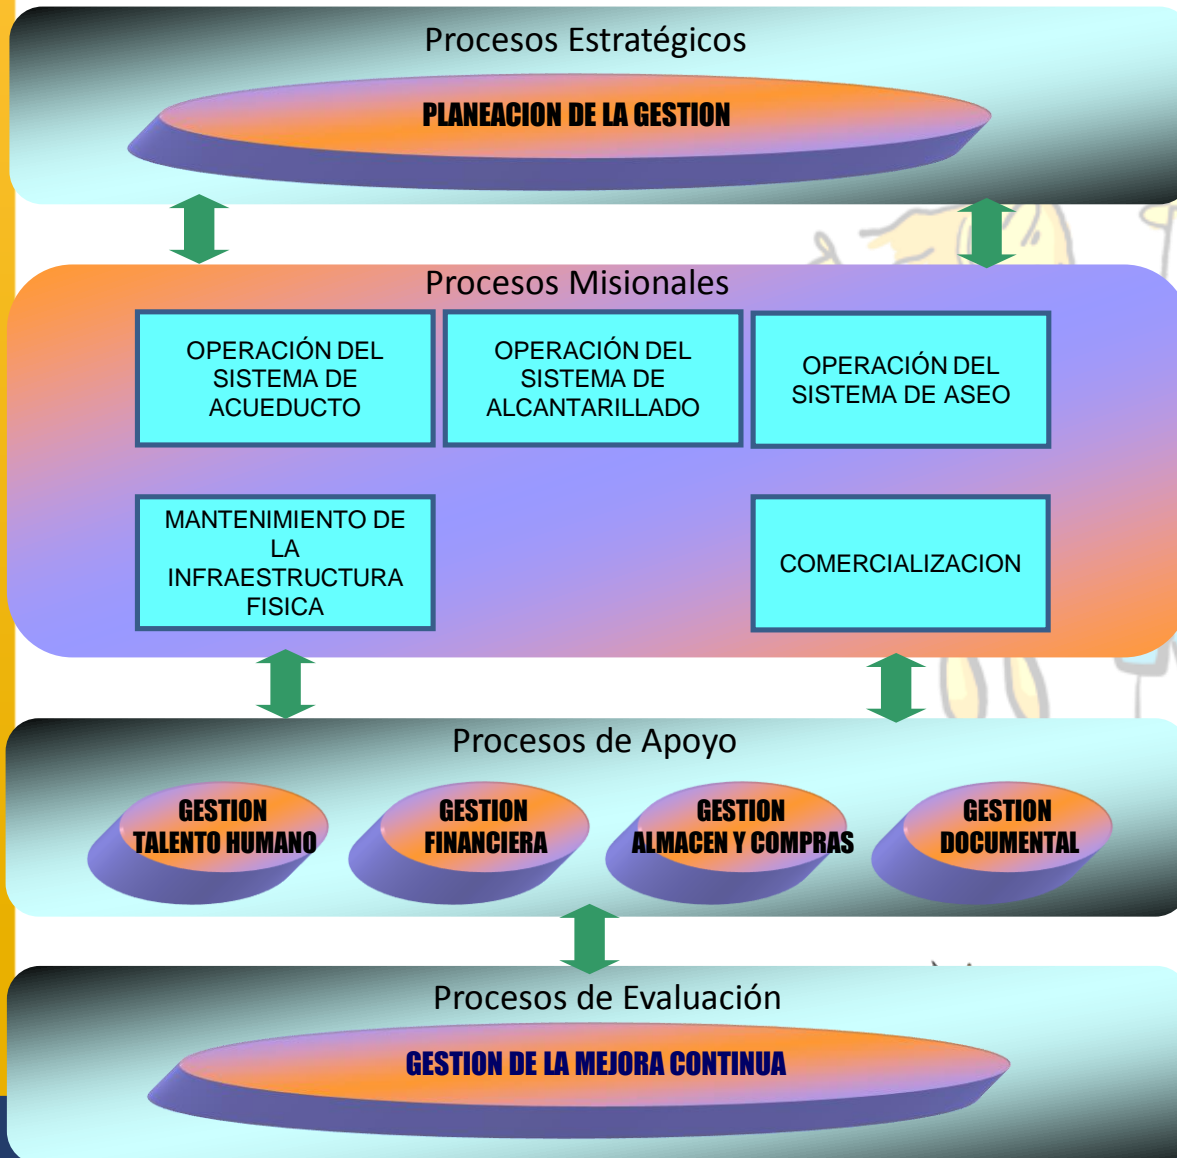 Procesos Estratégicos
PLANEACION DE LA GESTION
Procesos Misionales
OPERACIÓN DEL
SISTEMA DE
ACUEDUCTO
OPERACIÓN DEL
SISTEMA DE
ALCANTARILLADO
OPERACIÓN DEL
SISTEMA DE ASEO
MANTENIMIENTO DE
LA
INFRAESTRUCTURA
FISICA
COMERCIALIZACION
Procesos de Apoyo
GESTION
TALENTO HUMANO
GESTION
FINANCIERA
GESTION
ALMACEN Y COMPRAS
GESTION
DOCUMENTAL
Procesos de Evaluación
GESTION DE LA MEJORA CONTINUA